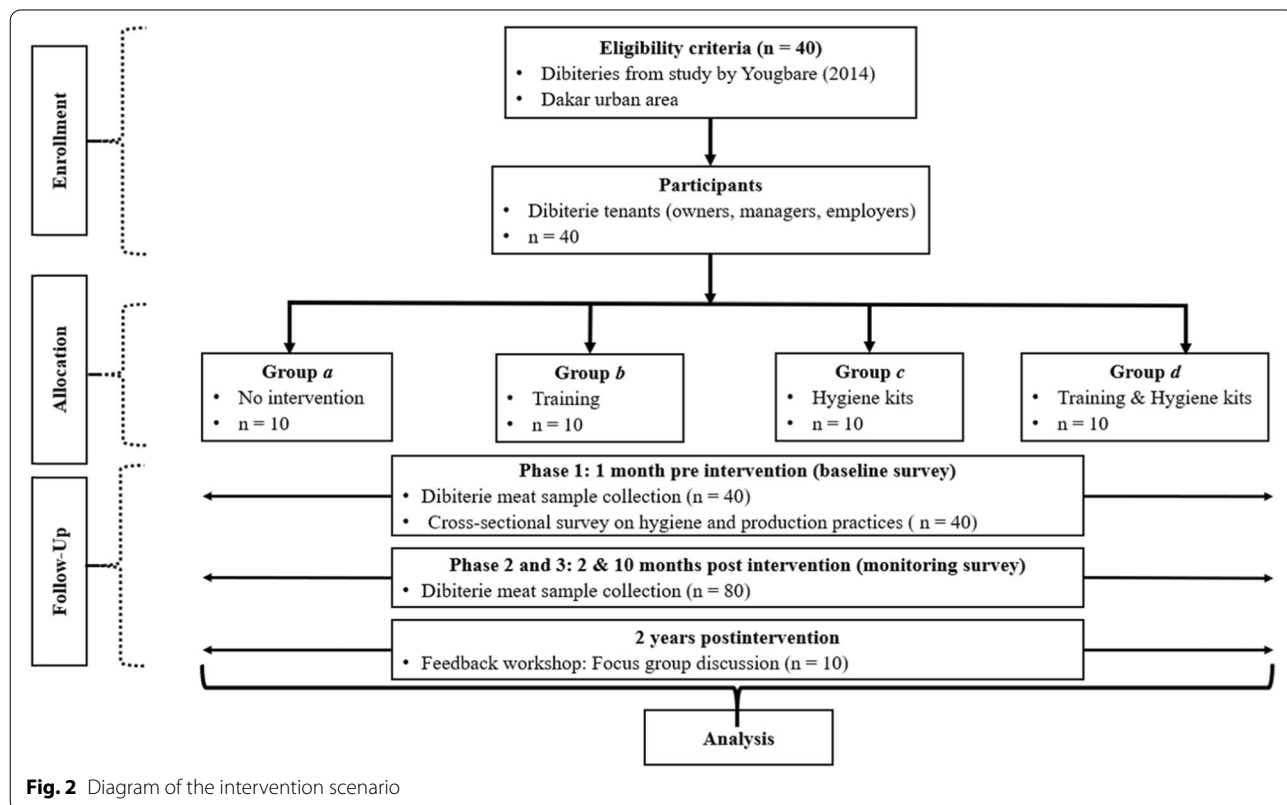 Enrollment
Eligibility criteria (n = 40)
• Dibiteries from study by Yougbare (2014)
• Dakar urban area
Participants
• Dibiterie tenants (owners, managers, employers)
• n = 40
Allocation
Group a
• No intervention
• n = 10
Group b
• Training
• n = 10
Group c
• Hygiene kits
• n = 10
Group d
• Training & Hygiene kits
• n = 10
Follow-Up
Phase 1: 1 month pre intervention (baseline survey)
• Dibiterie meat sample collection (n = 40)
• Cross-sectional survey on hygiene and production practices ( n = 40)
Phase 2 and 3: 2 & 10 months post intervention (monitoring survey)
• Dibiterie meat sample collection (n = 80)
2 years postintervention
• Feedback workshop: Focus group discussion (n = 10)
Analysis
Fig. 2 Diagram of the intervention scenario